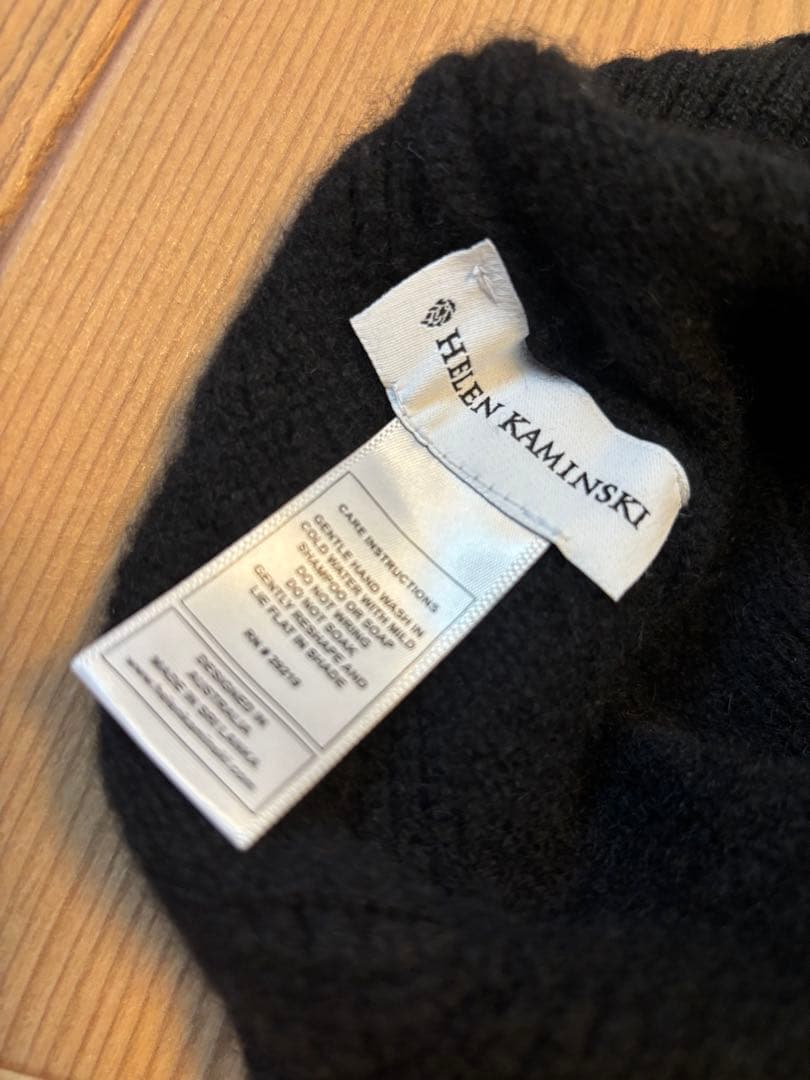 HELEN KAMINSKI
CARE INSTRUCTIONS
GENTLE HAND WASH IN
COLD WATER WITH MILD
SHAMPOO OR SOAP
DO NOT WRING
DO NOT SOAK
GENTLY RESHAPE AND
LIE FLAT IN SHADE
RN #
DESIGNED IN
AUSTRALIA
MADE IN SRI LANKA